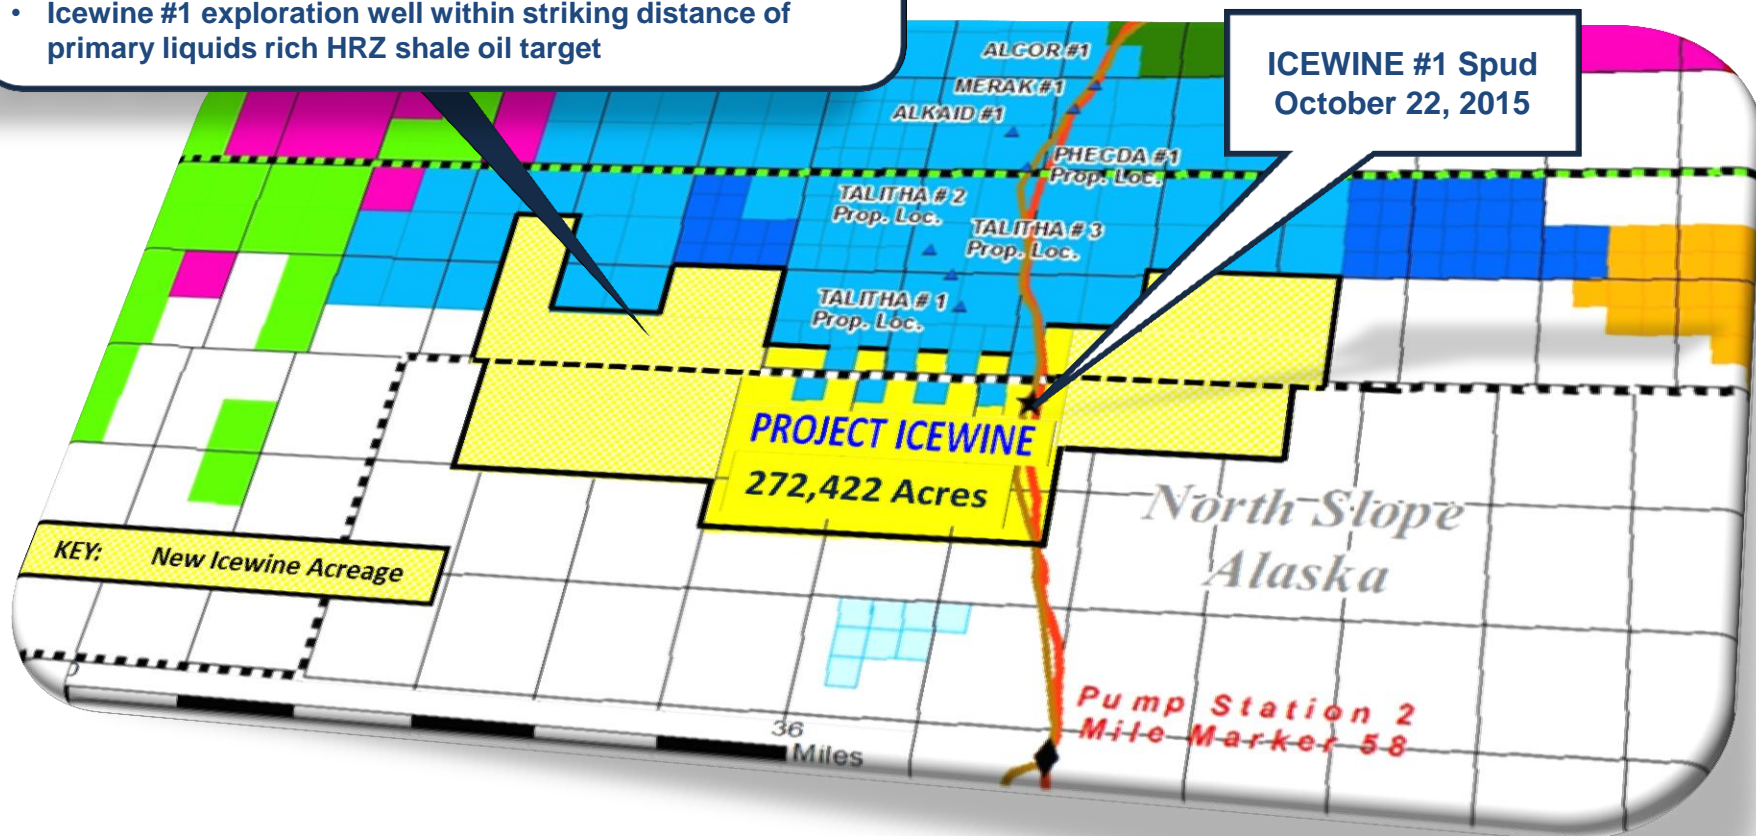 • Icewine #1 exploration well within striking distance of
primary liquids rich HRZ shale oil target
ICEWINE #1 Spud
October 22, 2015
ALCOR #1
MERAK #1
ALKAID #1
PHECDA #1
Prop. Loc.
TALITHA # 2
Prop. Loc.
TALITHA # 3
Prop. Loc.
TALITHA # 1
Prop. Loc.
PROJECT ICEWINE
272,422 Acres
North Slope
Alaska
KEY: New Icewine Acreage
0
36
Miles
Pump Station 2
Mile Marker 58